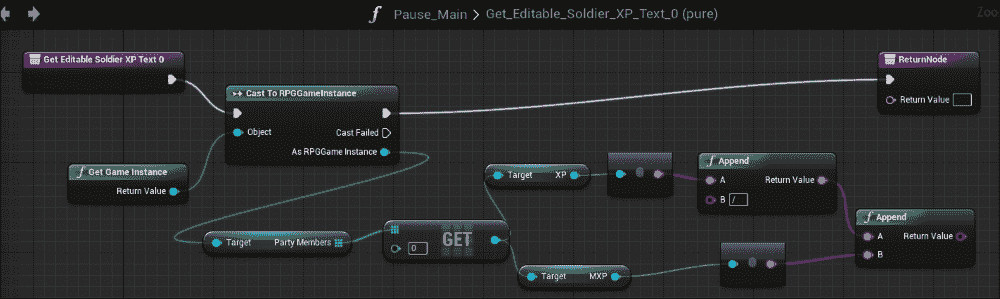 Pause_Main > Get_Editable_Soldier_XP_Text_0 (pure)
Zoo
Get Editable Soldier XP Text 0
ReturnNode
Return Value
Cast To RPGGameInstance
Object
Cast Failed
As RPGGame Instance
Get Game Instance
Return Value
Target XP
Append
A Return Value
B /
Target Party Members
0 GET
Append
A Return Value
B
Target MXP